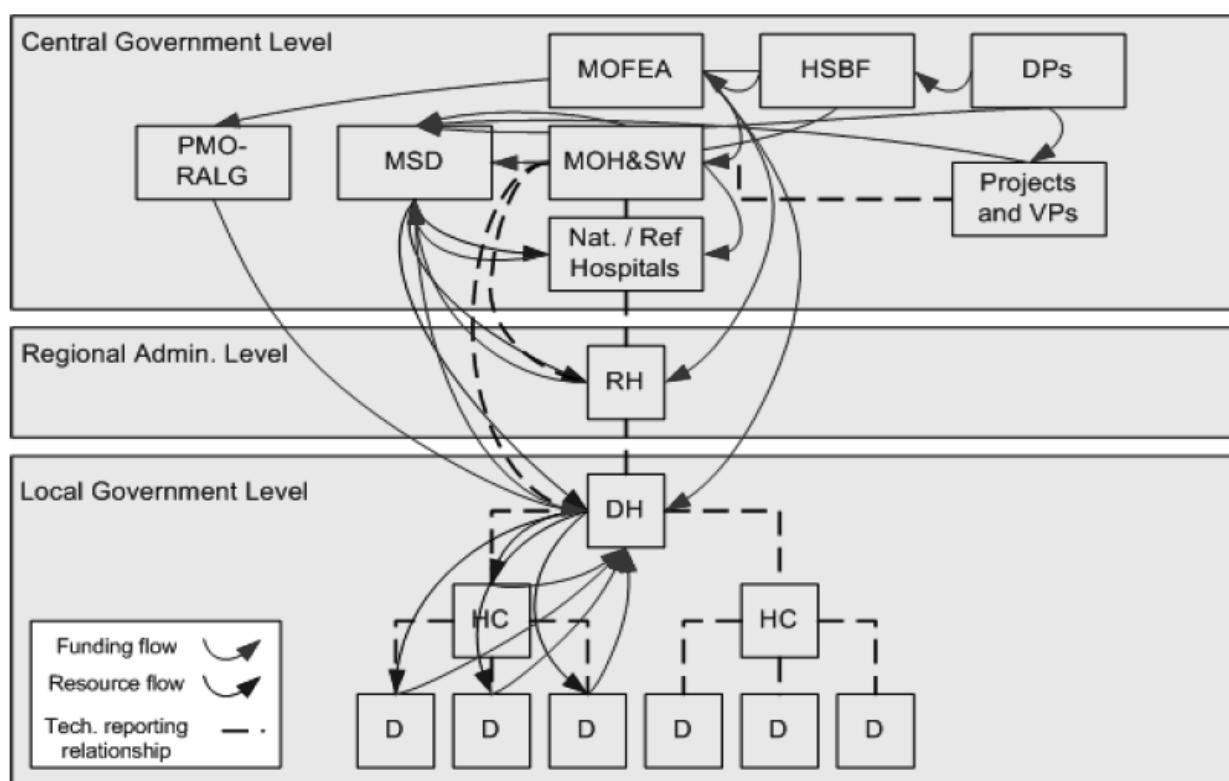 Central Government Level
MOFEA
HSBF
DPs
PMO-
RALG
MSD
MOH&SW
Projects
and VPs
Nat. / Ref
Hospitals
Regional Admin. Level
RH
Local Government Level
DH
HC
HC
Funding flow
Resource flow
Tech. reporting
relationship
D
D
D
D
D
D